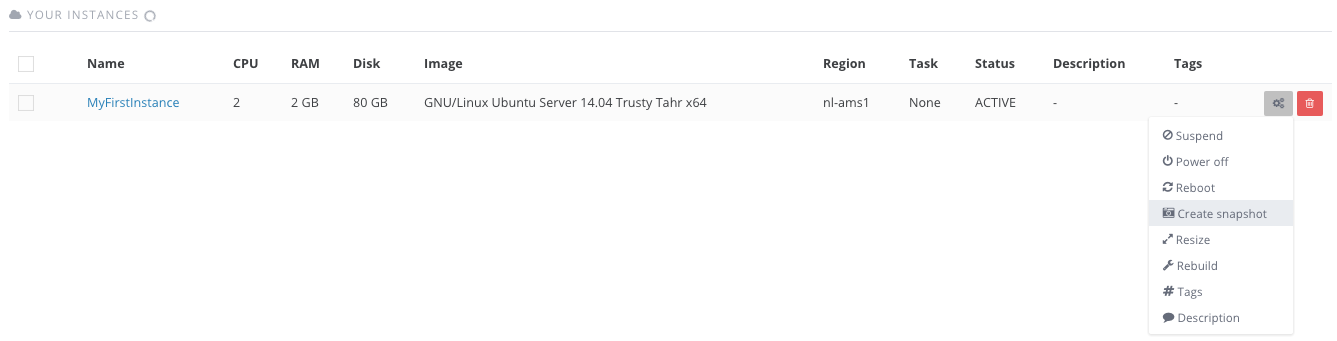 YOUR INSTANCES
Name CPU RAM Disk Image Region Task Status Description Tags
MyFirstInstance 2 2 GB 80 GB GNU/Linux Ubuntu Server 14.04 Trusty Tahr x64 nl-ams1 None ACTIVE - -
Suspend
Power off
Reboot
Create snapshot
Resize
Rebuild
Tags
Description